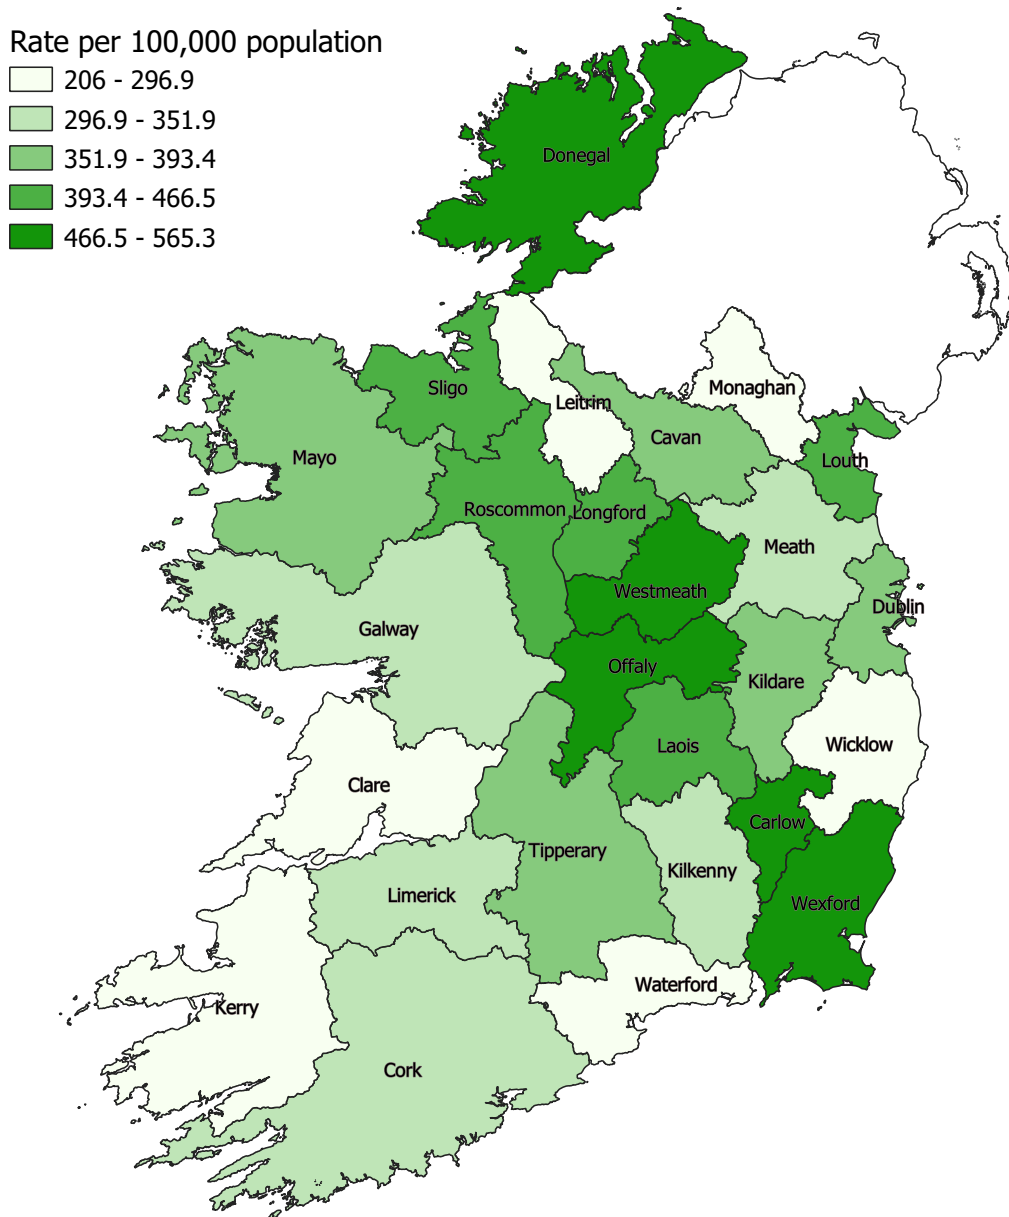 Rate per 100,000 population
206 - 296.9
296.9 - 351.9
351.9 - 393.4
393.4 - 466.5
466.5 - 565.3
Donegal
Sligo
Leitrim
Monaghan
Cavan
Louth
Mayo
Roscommon
Longford
Meath
Westmeath
Dublin
Galway
Offaly
Kildare
Laois
Wicklow
Clare
Carlow
Tipperary
Kilkenny
Limerick
Wexford
Waterford
Kerry
Cork